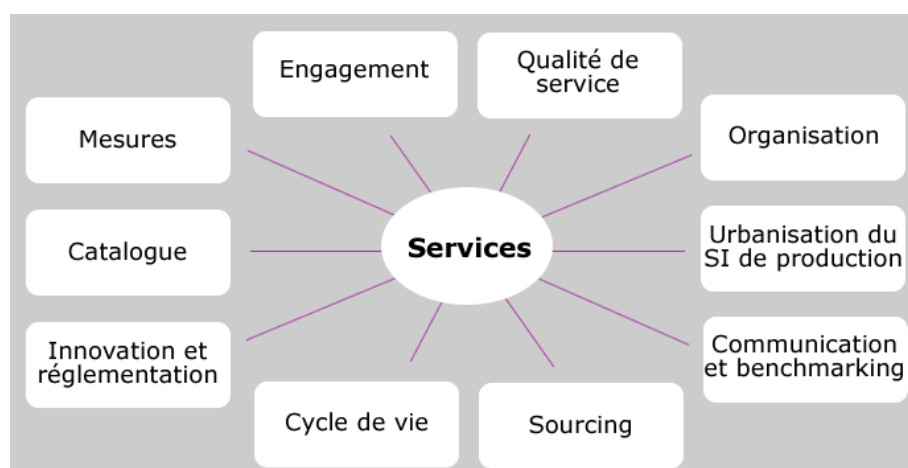 Engagement
Qualité de
service
Mesures
Organisation
Catalogue
Services
Urbanisation du
SI de production
Innovation et
réglementation
Communication
et benchmarking
Cycle de vie
Sourcing